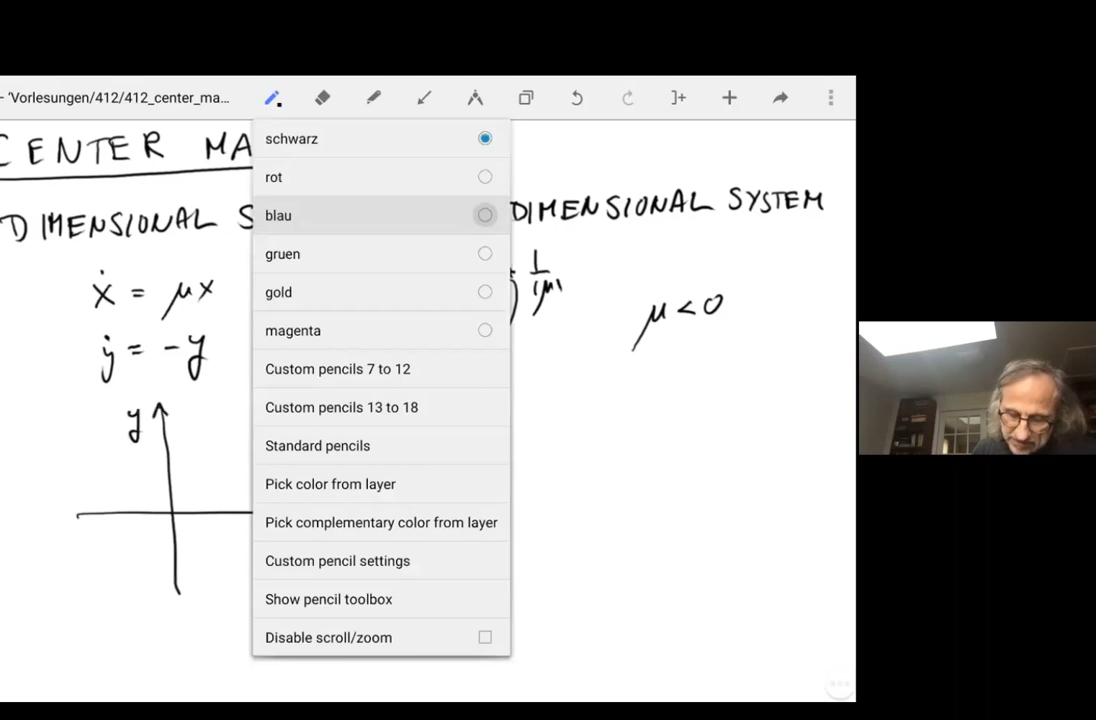 - 'Vorlesungen/412/412_center_ma...
CENTER MA
DIMENSIONAL S
DIMENSIONAL SYSTEM
ẋ = μx
ẏ = -y
1
|μ|
μ < 0
y
schwarz
rot
blau
gruen
gold
magenta
Custom pencils 7 to 12
Custom pencils 13 to 18
Standard pencils
Pick color from layer
Pick complementary color from layer
Custom pencil settings
Show pencil toolbox
Disable scroll/zoom